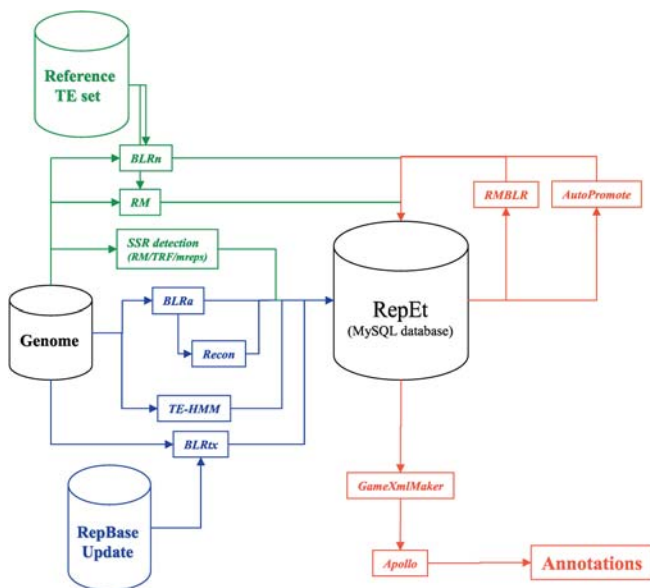 Reference
TE set
BLRn
RM
RMBLR
AutoPromote
SSR detection
(RM/TRF/mreps)
RepEt
(MySQL database)
Genome
BLRa
Recon
TE-HMM
BLRtx
RepBase
Update
GameXmlMaker
Apollo
Annotations